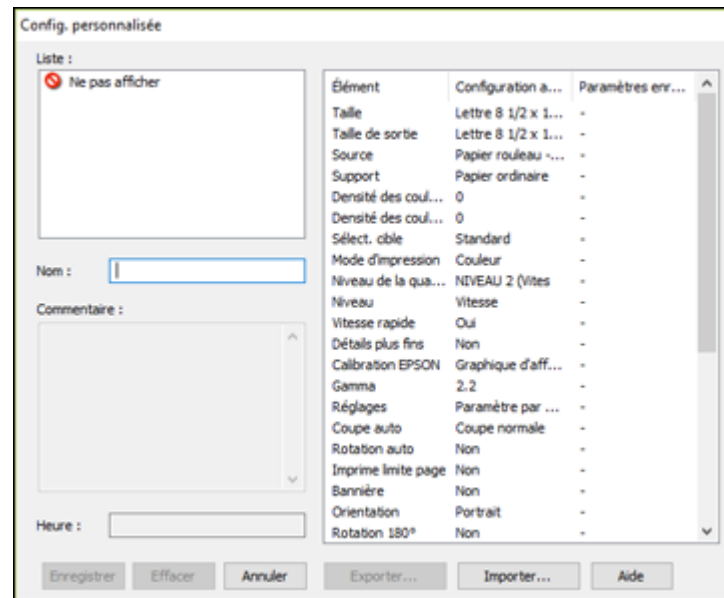 Config. personnalisée
Liste :
Ne pas afficher
Nom :
Commentaire :
Heure :
Élément Configuration a... Paramètres enr...
Taille Lettre 8 1/2 x 1... -
Taille de sortie Lettre 8 1/2 x 1... -
Source Papier rouleau -... -
Support Papier ordinaire -
Densité des coul... 0 -
Densité des coul... 0 -
Sélect. cible Standard -
Mode d'impression Couleur -
Niveau de la qua... NIVEAU 2 (Vites -
Niveau Vitesse -
Vitesse rapide Oui -
Détails plus fins Non -
Calibration EPSON Graphique d'aff... -
Gamma 2.2 -
Réglages Paramètre par ... -
Coupe auto Coupe normale -
Rotation auto Non -
Imprime limite page Non -
Bannière Non -
Orientation Portrait -
Rotation 180° Non -
Enregistrer Effacer Annuler Exporter... Importer... Aide